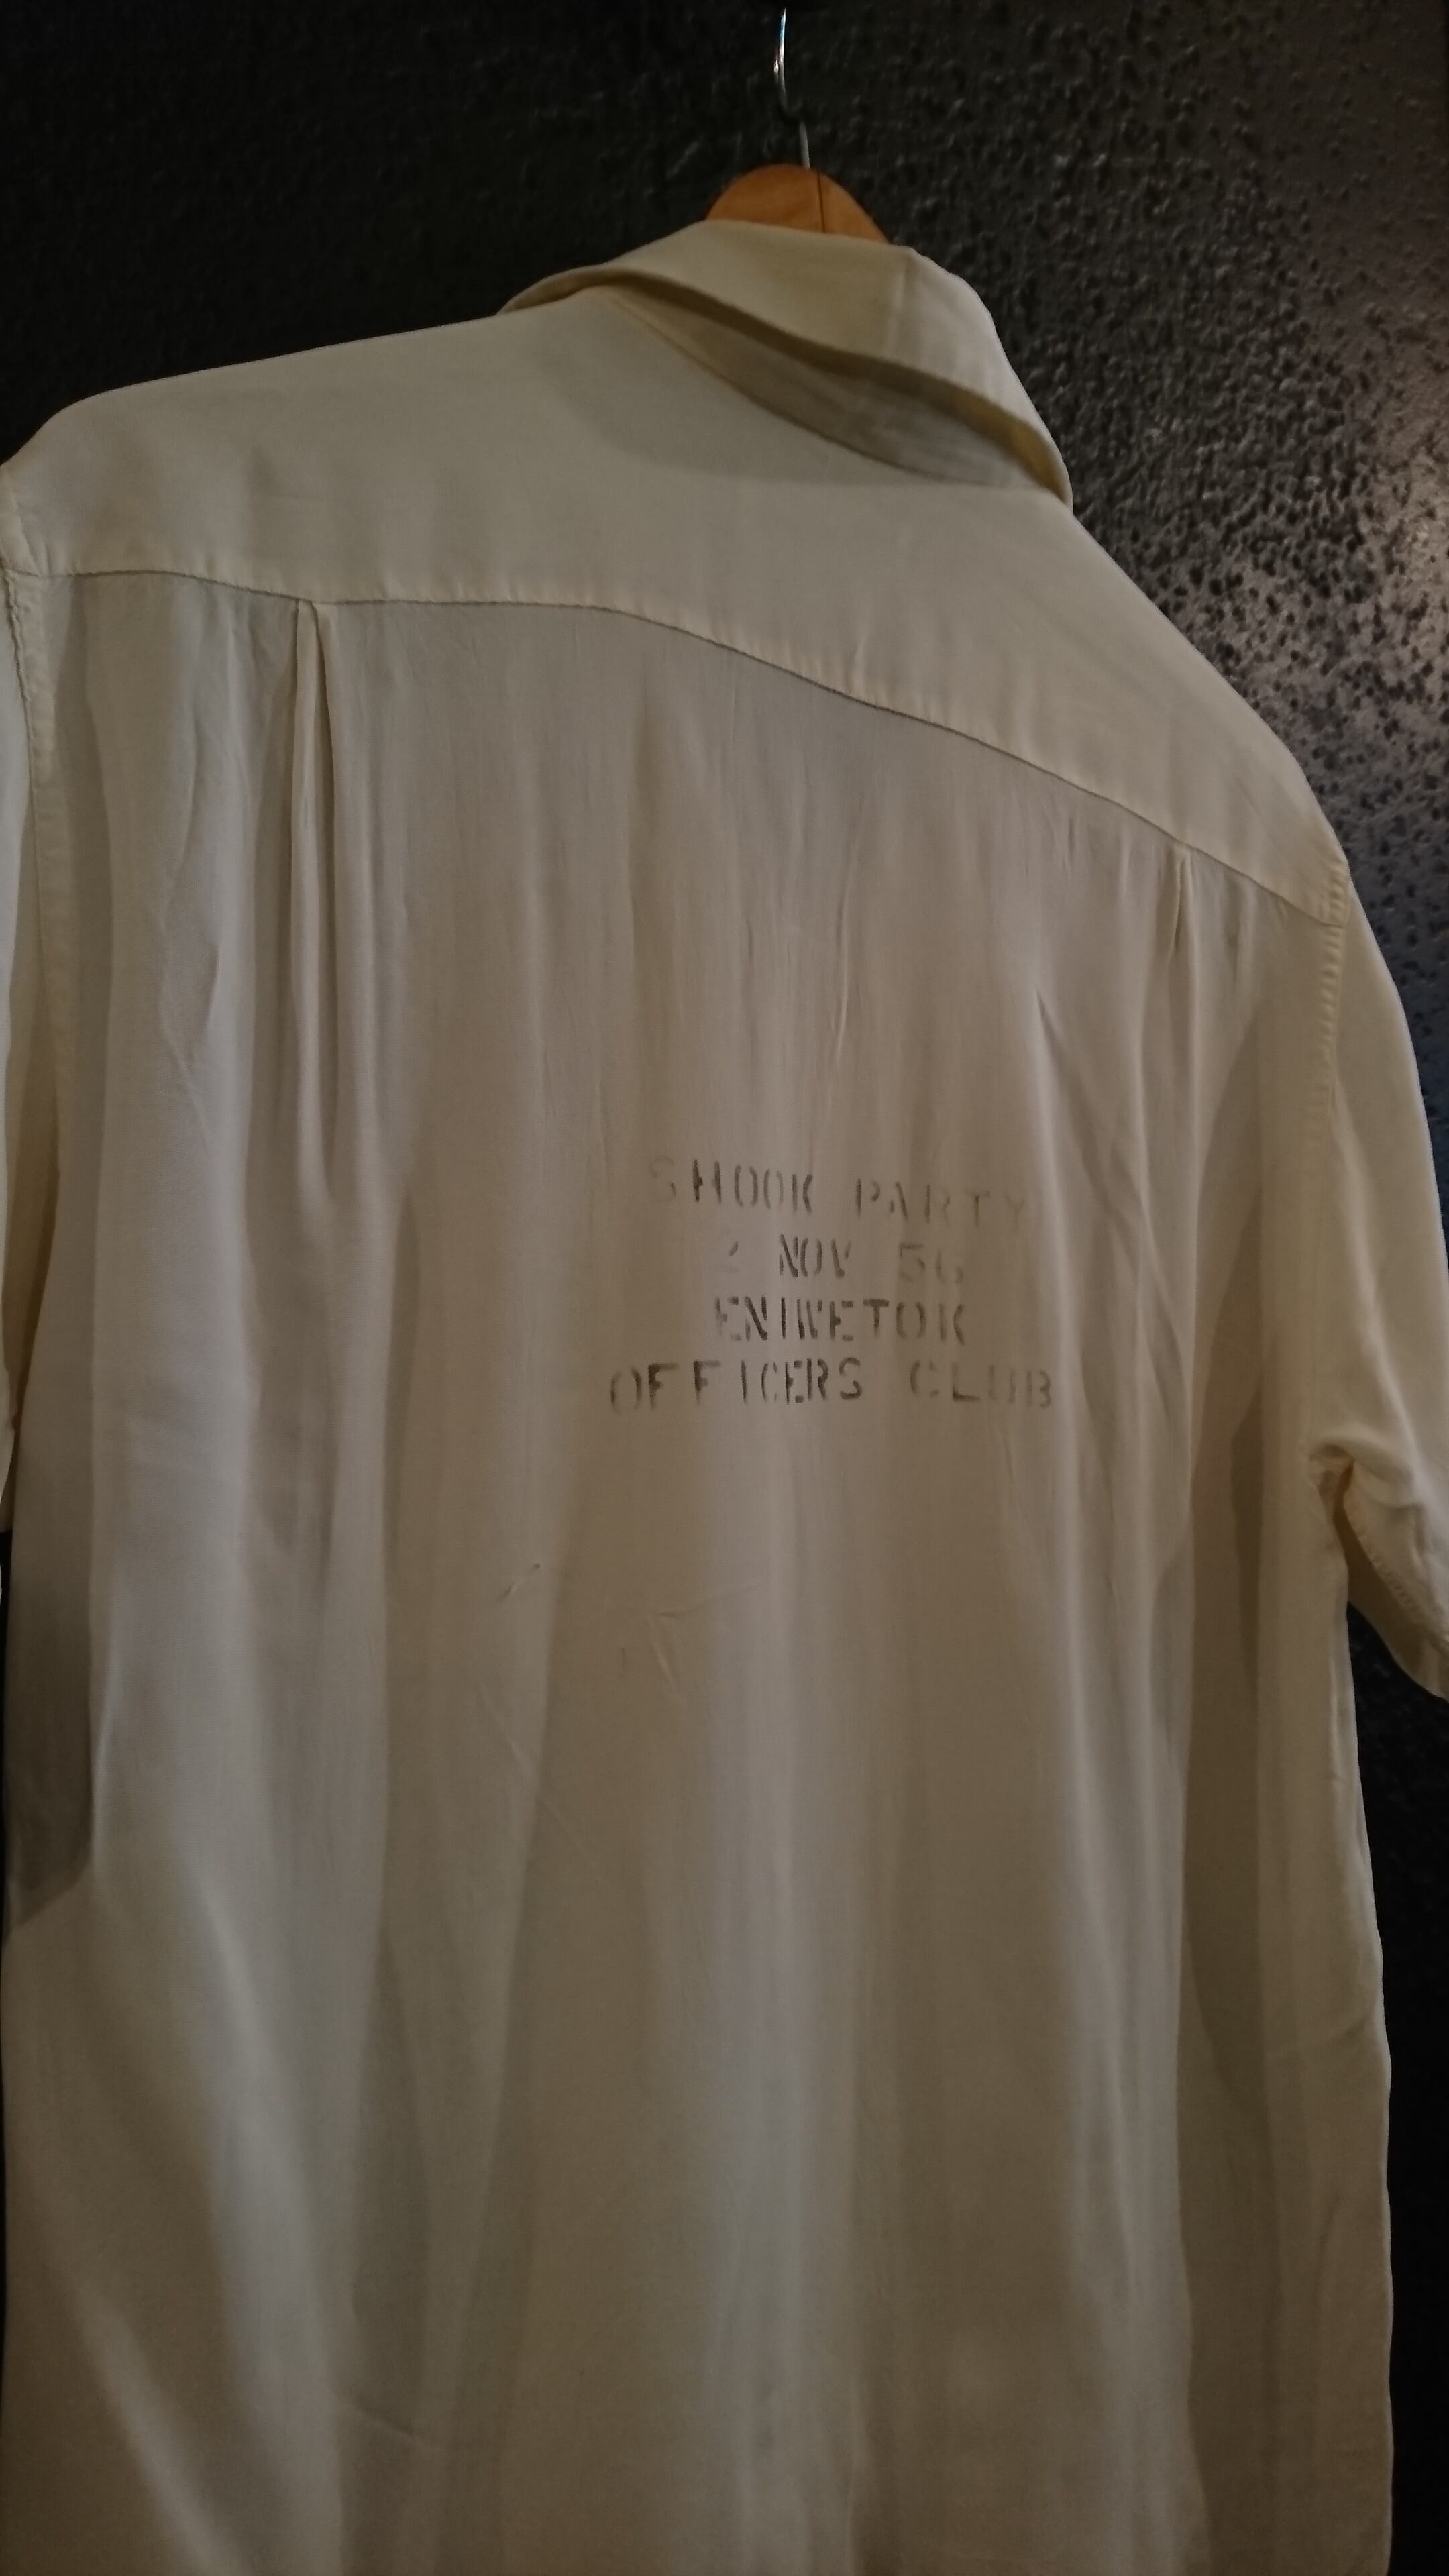 SHOOK PARTY
2 NOV 56
ENIWETOK
OFFICERS CLUB